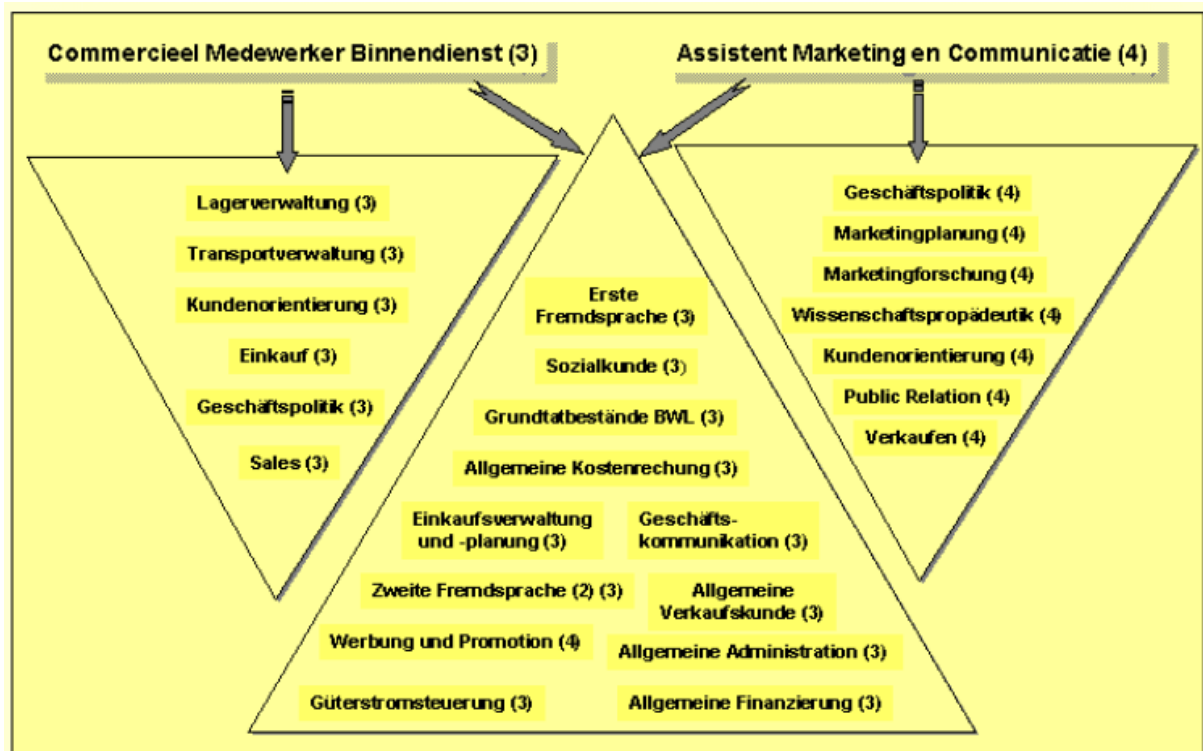 Commercieel Medewerker Binnendienst (3)
Assistent Marketing en Communicatie (4)
Lagerverwaltung (3)
Transportverwaltung (3)
Kundenorientierung (3)
Einkauf (3)
Geschäftspolitik (3)
Sales (3)
Erste
Fremdsprache (3)
Sozialkunde (3)
Grundtatbestände BWL (3)
Allgemeine Kostenrechung (3)
Einkaufsverwaltung
und -planung (3)
Geschäfts-
kommunikation (3)
Zweite Fremdsprache (2) (3)
Allgemeine
Verkaufskunde (3)
Werbung und Promotion (4)
Allgemeine Administration (3)
Güterstromsteuerung (3)
Allgemeine Finanzierung (3)
Geschäftspolitik (4)
Marketingplanung (4)
Marketingforschung (4)
Wissenschaftspropädeutik (4)
Kundenorientierung (4)
Public Relation (4)
Verkaufen (4)